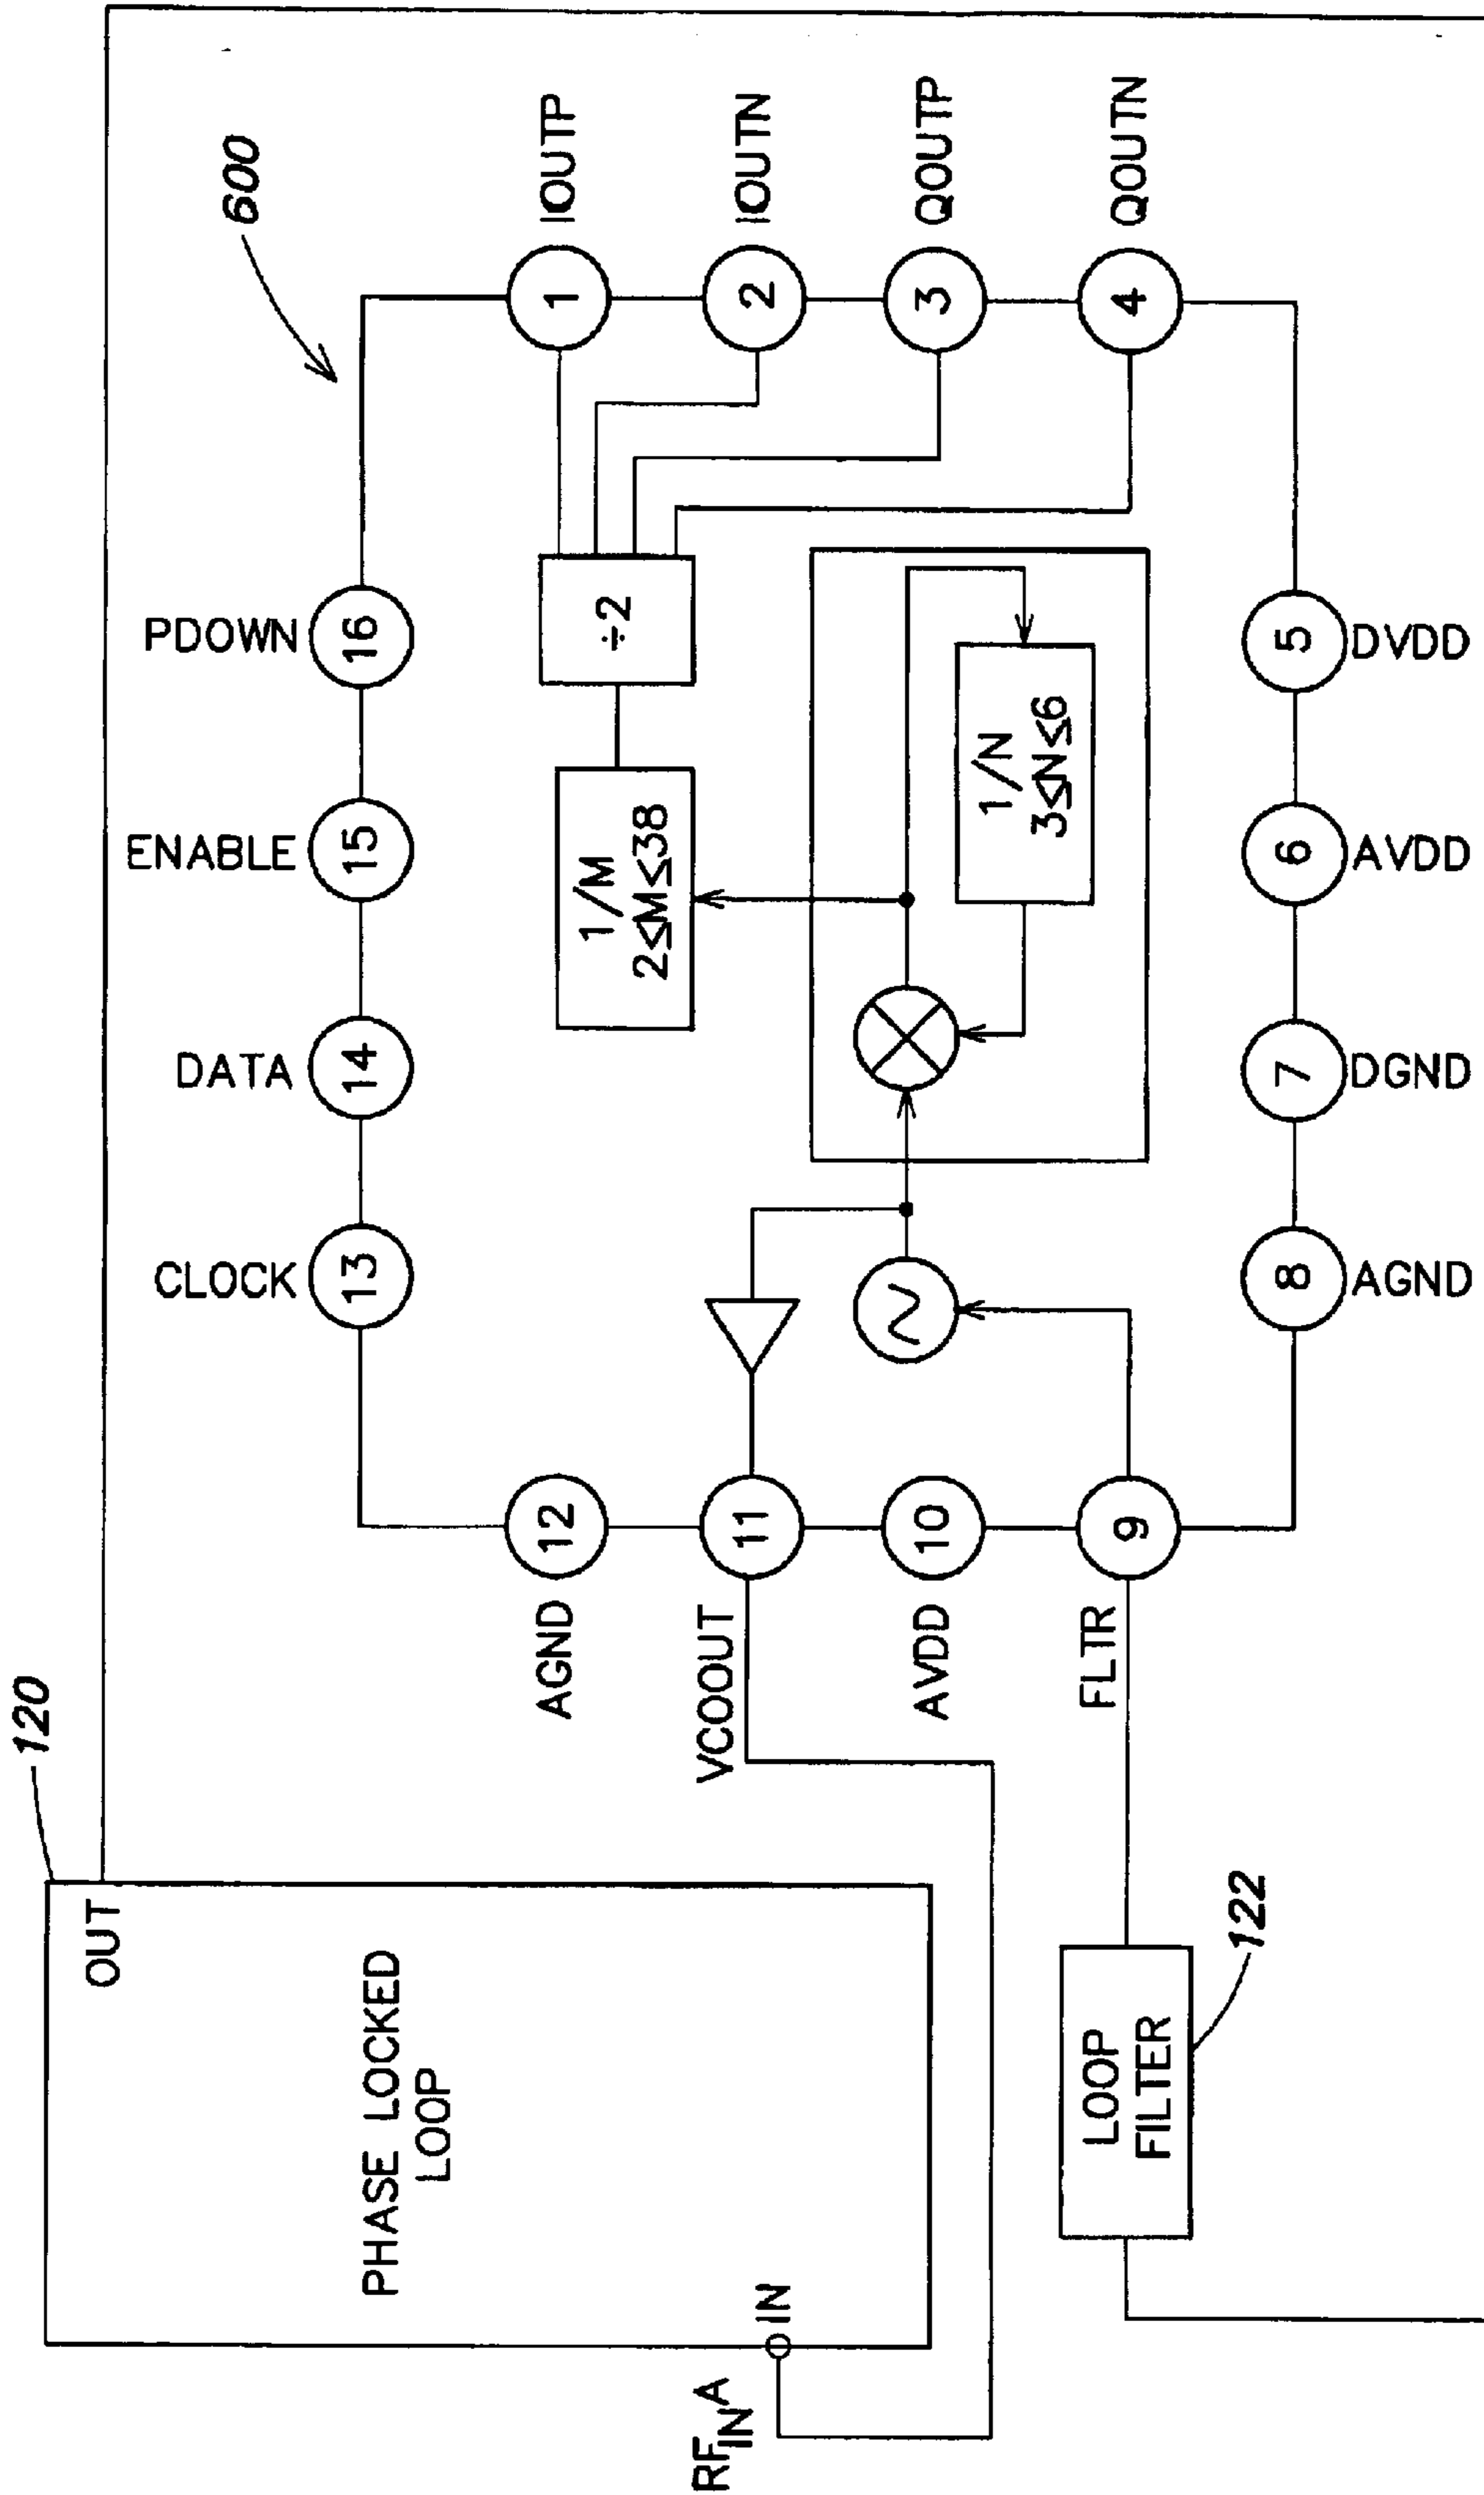 120
600
OUT
PHASE LOCKED
LOOP
IN
RF IN A
LOOP
FILTER
122
CLOCK
13
DATA
14
ENABLE
15
PDOWN
16
AGND
12
VCOOUT
11
AVDD
10
FLTR
9
1/M
2≤M≤38
÷2
1/N
3≤N≤6
1
IOUTP
2
IOUTN
3
QOUTP
4
QOUTN
8
AGND
7
DGND
6
AVDD
5
DVDD